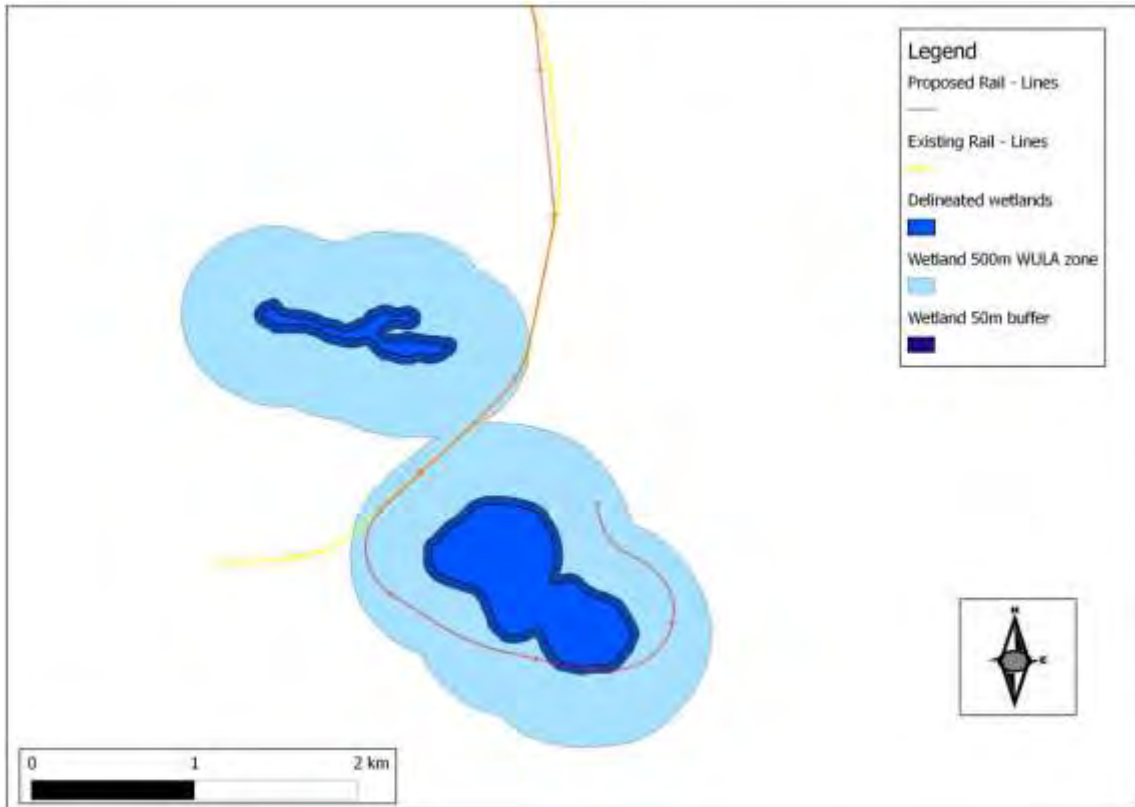 Legend
Proposed Rail - Lines
Existing Rail - Lines
Delineated wetlands
Wetland 500m WULA zone
Wetland 50m buffer
N
E
0 1 2 km